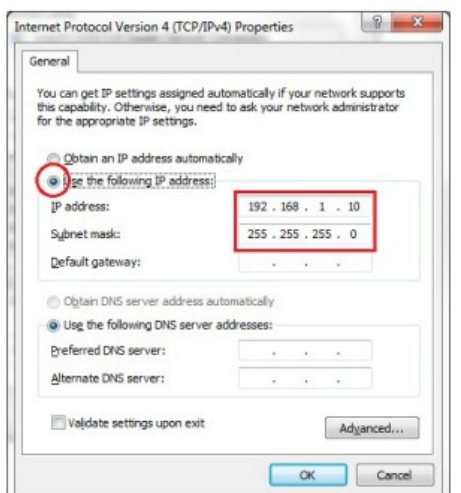 Internet Protocol Version 4 (TCP/IPv4) Properties
General
You can get IP settings assigned automatically if your network supports
this capability. Otherwise, you need to ask your network administrator
for the appropriate IP settings.
Obtain an IP address automatically
Use the following IP address:
IP address: 192 . 168 . 1 . 10
Subnet mask: 255 . 255 . 255 . 0
Default gateway: . . .
Obtain DNS server address automatically
Use the following DNS server addresses:
Preferred DNS server: . . .
Alternate DNS server: . . .
Validate settings upon exit
Advanced...
OK Cancel